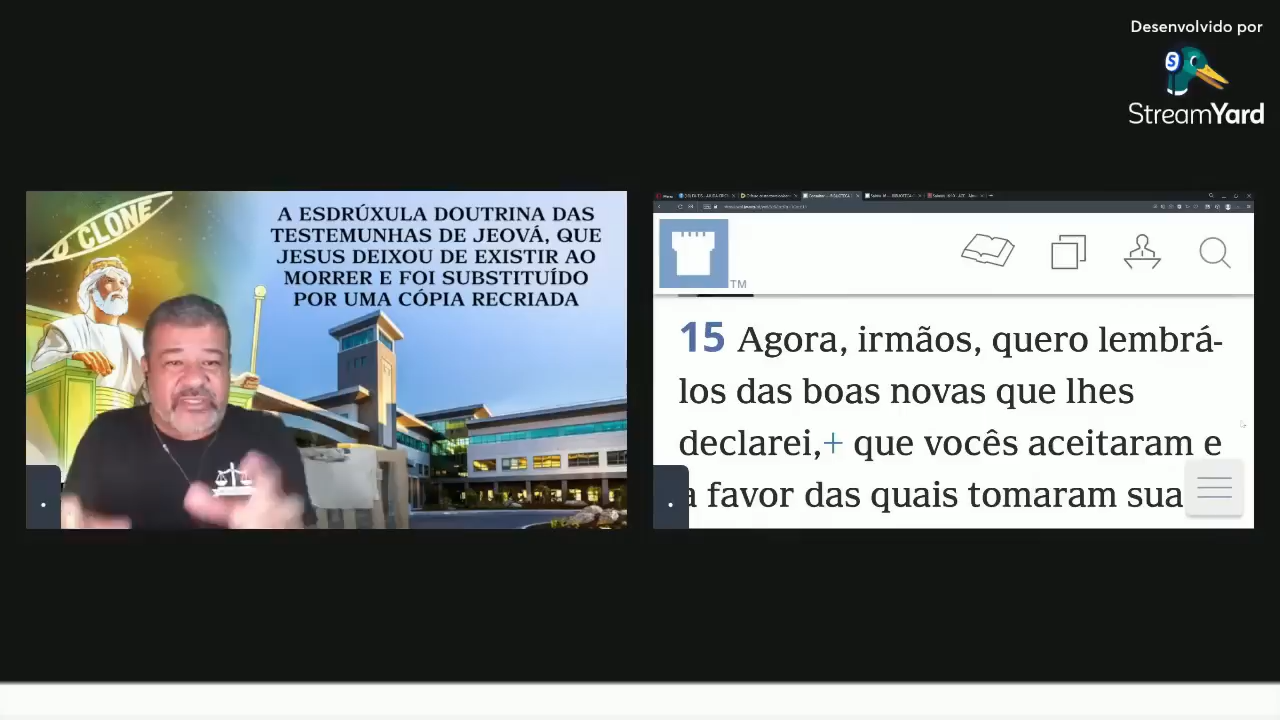 Desenvolvido por
StreamYard
O CLONE
A ESDRÚXULA DOUTRINA DAS
TESTEMUNHAS DE JEOVÁ, QUE
JESUS DEIXOU DE EXISTIR AO
MORRER E FOI SUBSTITUÍDO
POR UMA CÓPIA RECRIADA
TM
15 Agora, irmãos, quero lembrá-
los das boas novas que lhes
declarei,+ que vocês aceitaram e
a favor das quais tomaram sua